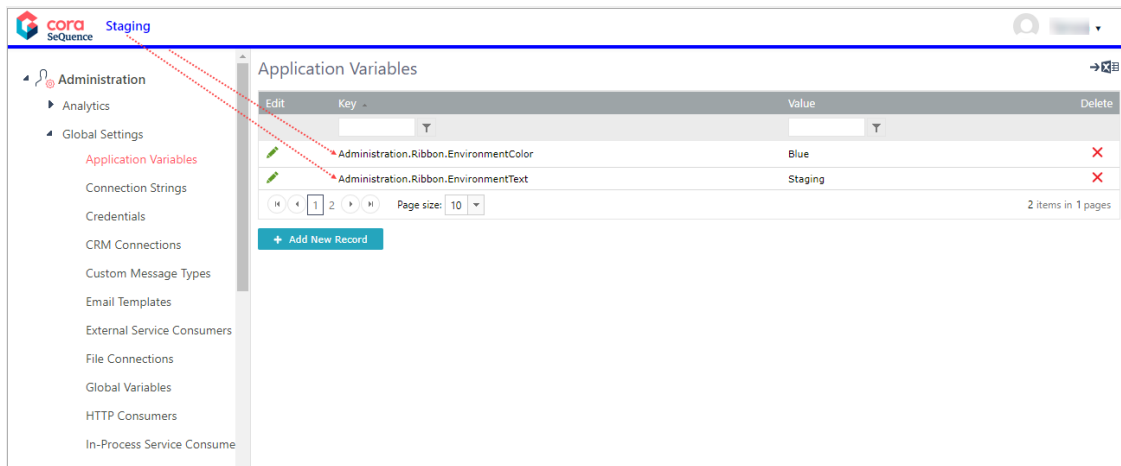 cora
SeQuence
Staging
Administration
Analytics
Global Settings
Application Variables
Connection Strings
Credentials
CRM Connections
Custom Message Types
Email Templates
External Service Consumers
File Connections
Global Variables
HTTP Consumers
In-Process Service Consume
Application Variables
Edit Key Value Delete
Administration.Ribbon.EnvironmentColor Blue
Administration.Ribbon.EnvironmentText Staging
1 2 Page size: 10 2 items in 1 pages
+ Add New Record